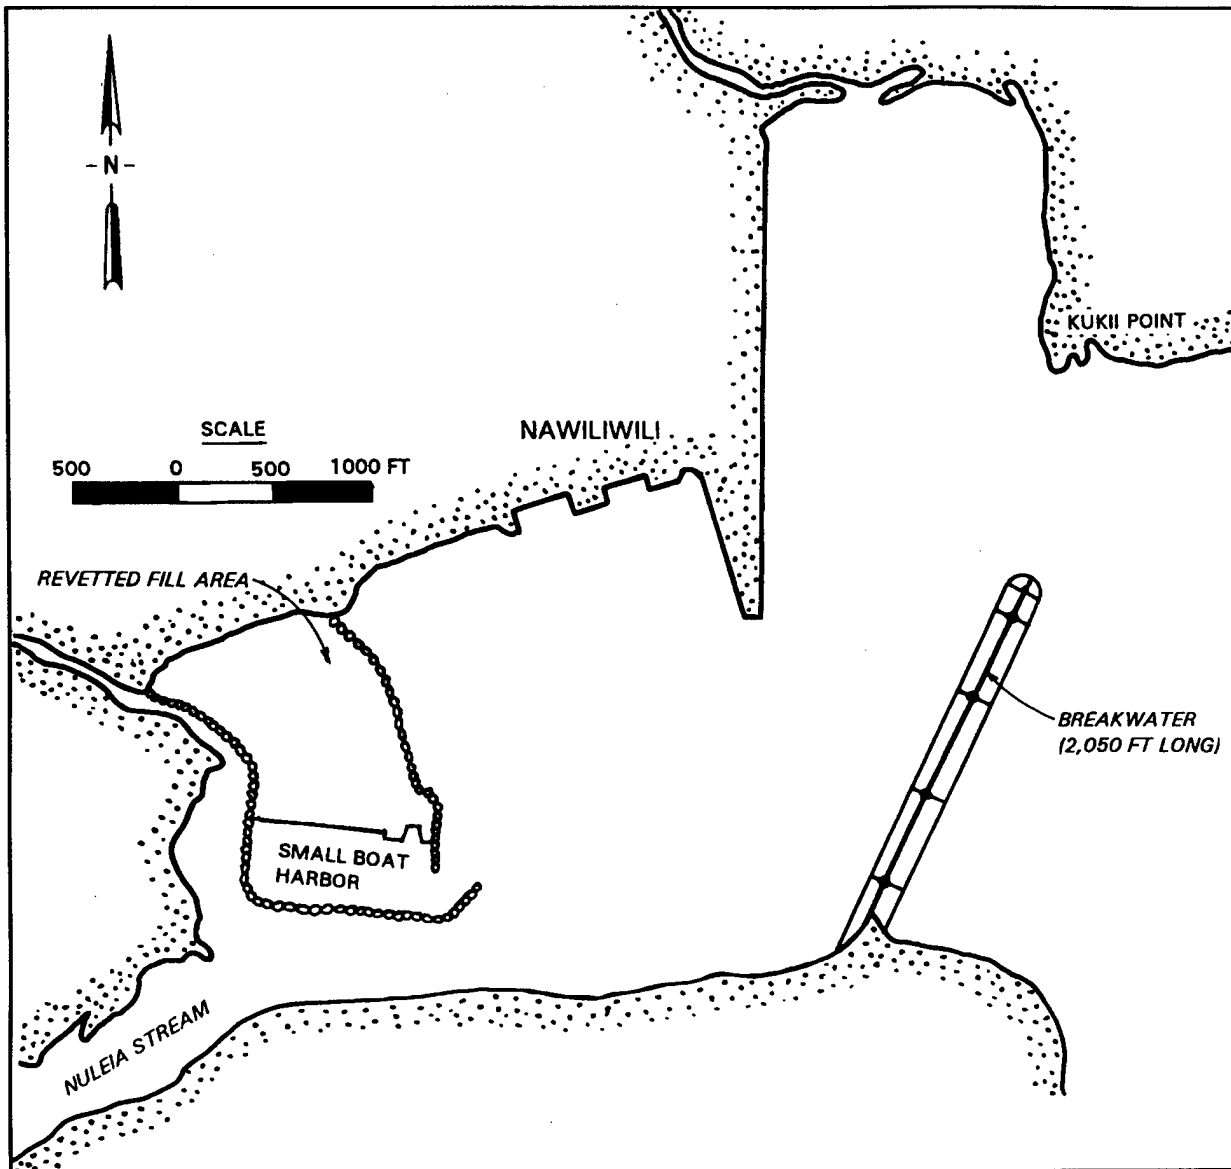 - N -
KUKII POINT
SCALE
500 0 500 1000 FT
NAWILIWILI
REVETTED FILL AREA
BREAKWATER
(2,050 FT LONG)
SMALL BOAT
HARBOR
NULEIA STREAM